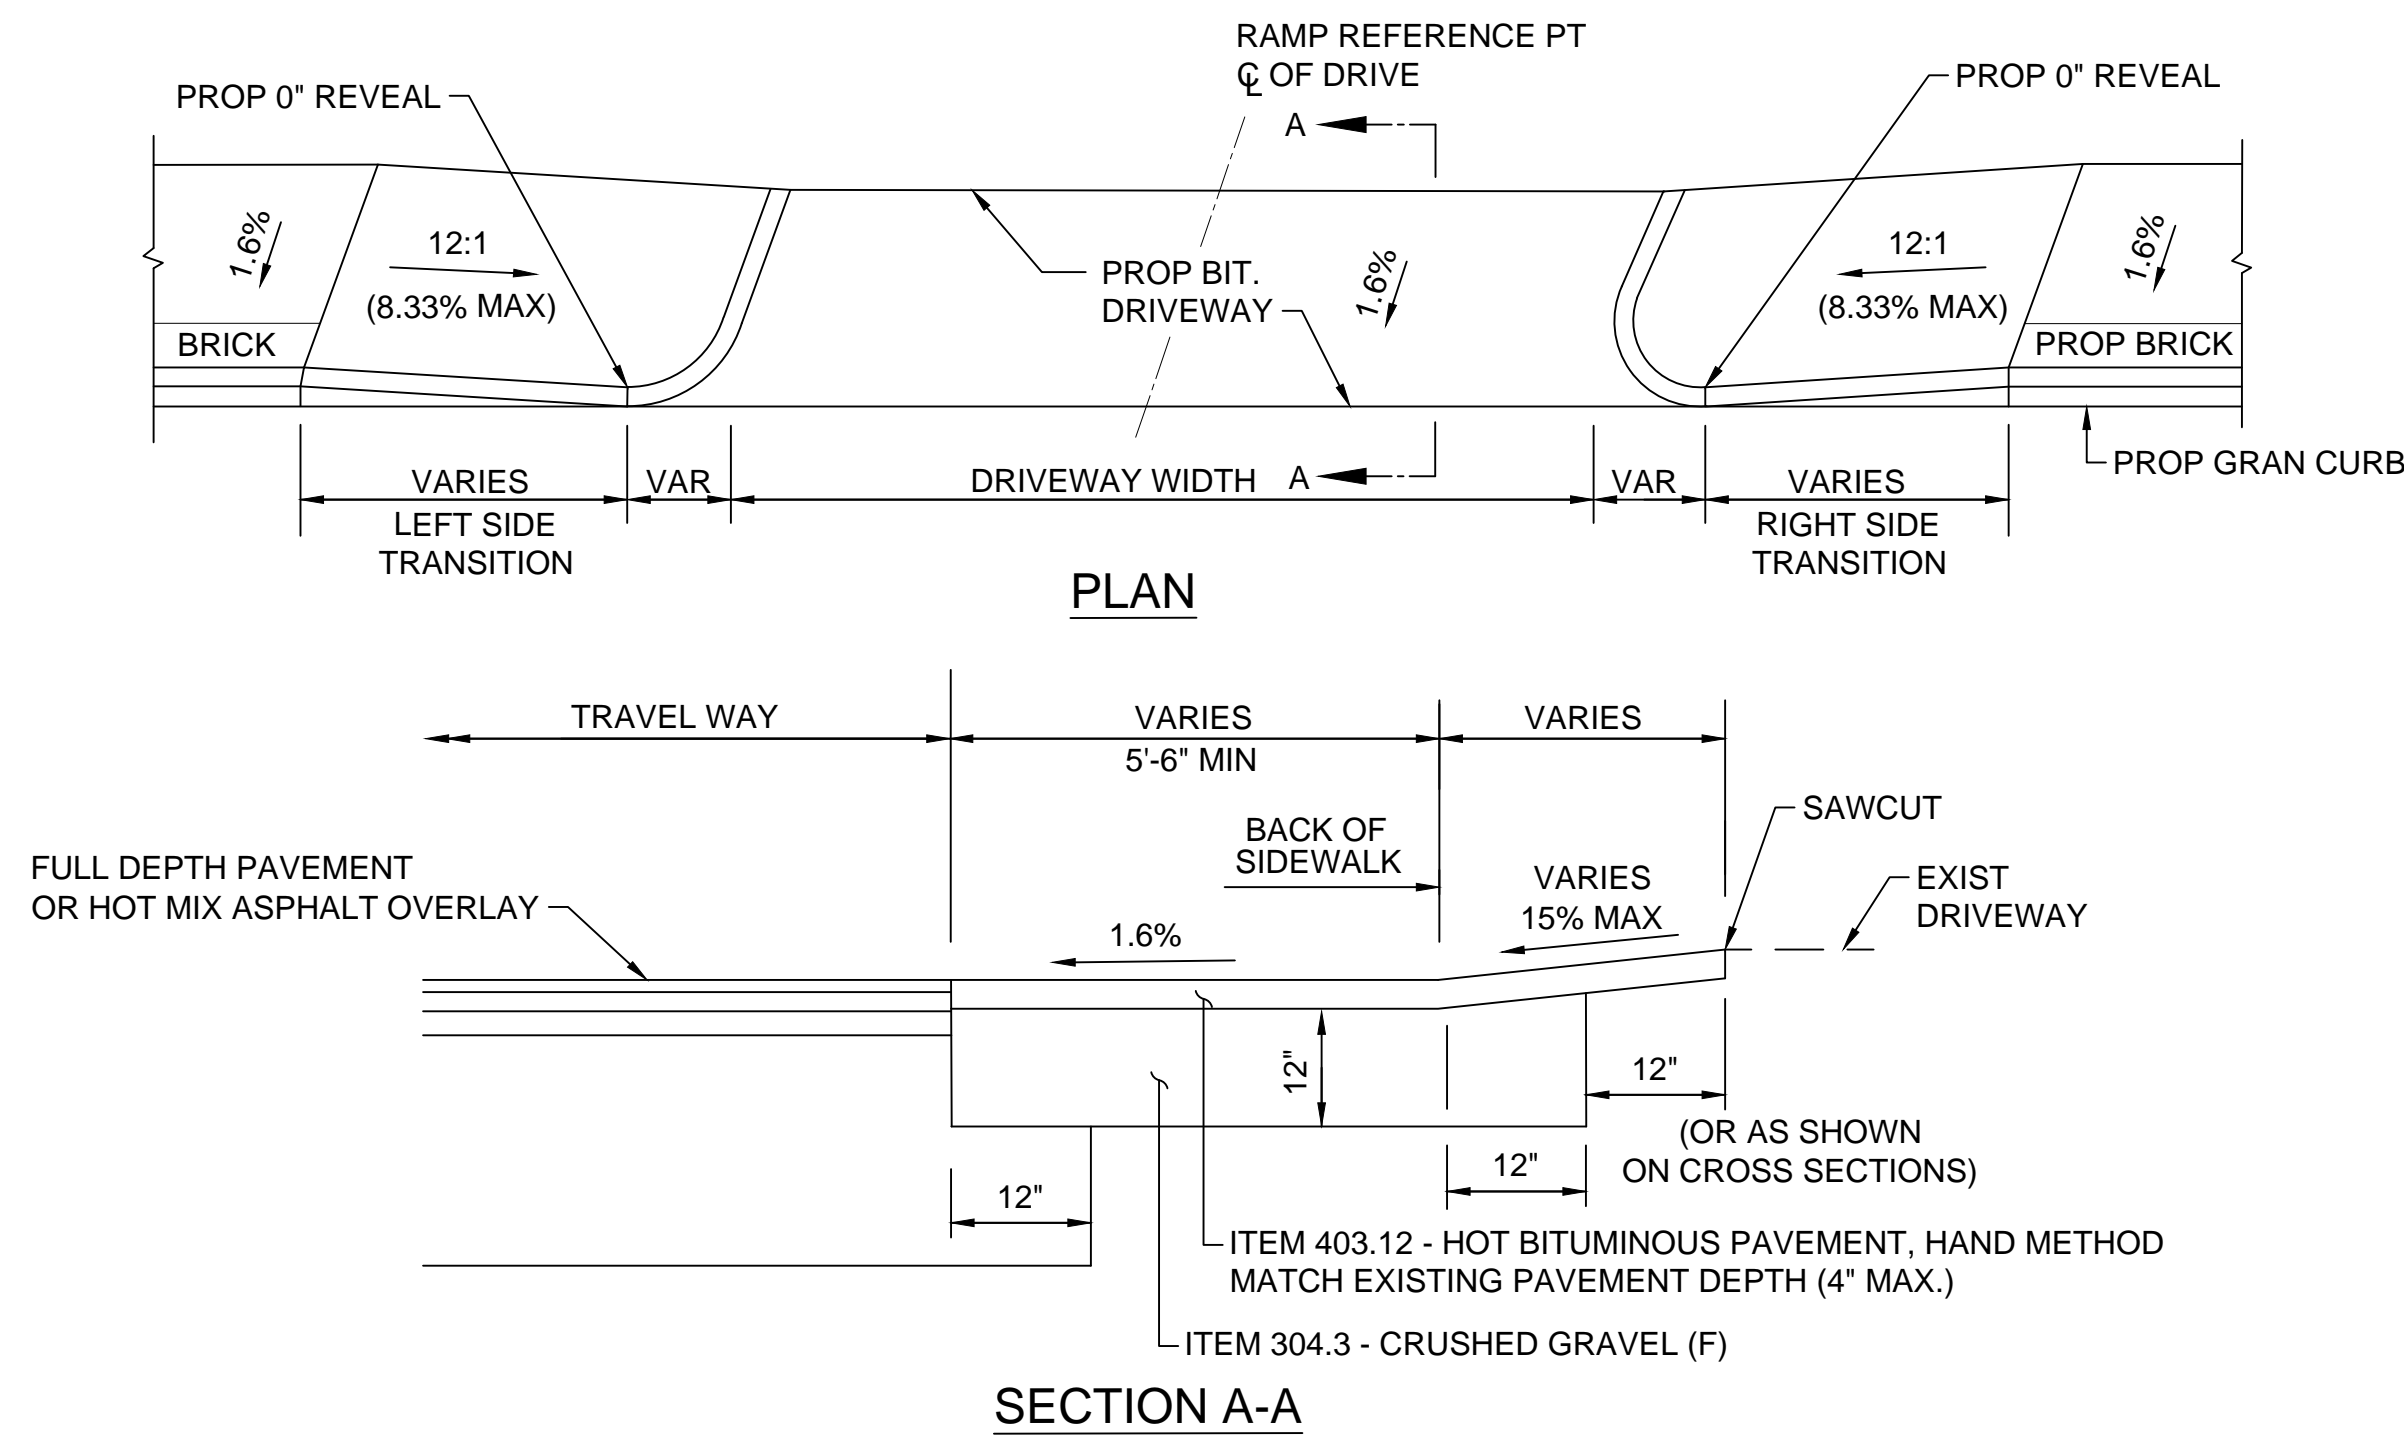 RAMP REFERENCE PT
℄ OF DRIVE
PROP 0" REVEAL
PROP 0" REVEAL
A
1.6%
12:1
(8.33% MAX)
BRICK
PROP BIT.
DRIVEWAY
1.6%
12:1
(8.33% MAX)
1.6%
PROP BRICK
PROP GRAN CURB
VARIES
LEFT SIDE
TRANSITION
VAR
DRIVEWAY WIDTH
A
VAR
VARIES
RIGHT SIDE
TRANSITION
PLAN
TRAVEL WAY
VARIES
5'-6" MIN
VARIES
BACK OF
SIDEWALK
SAWCUT
FULL DEPTH PAVEMENT
OR HOT MIX ASPHALT OVERLAY
1.6%
VARIES
15% MAX
EXIST
DRIVEWAY
12"
12"
(OR AS SHOWN
ON CROSS SECTIONS)
12"
12"
ITEM 403.12 - HOT BITUMINOUS PAVEMENT, HAND METHOD
MATCH EXISTING PAVEMENT DEPTH (4" MAX.)
ITEM 304.3 - CRUSHED GRAVEL (F)
SECTION A-A